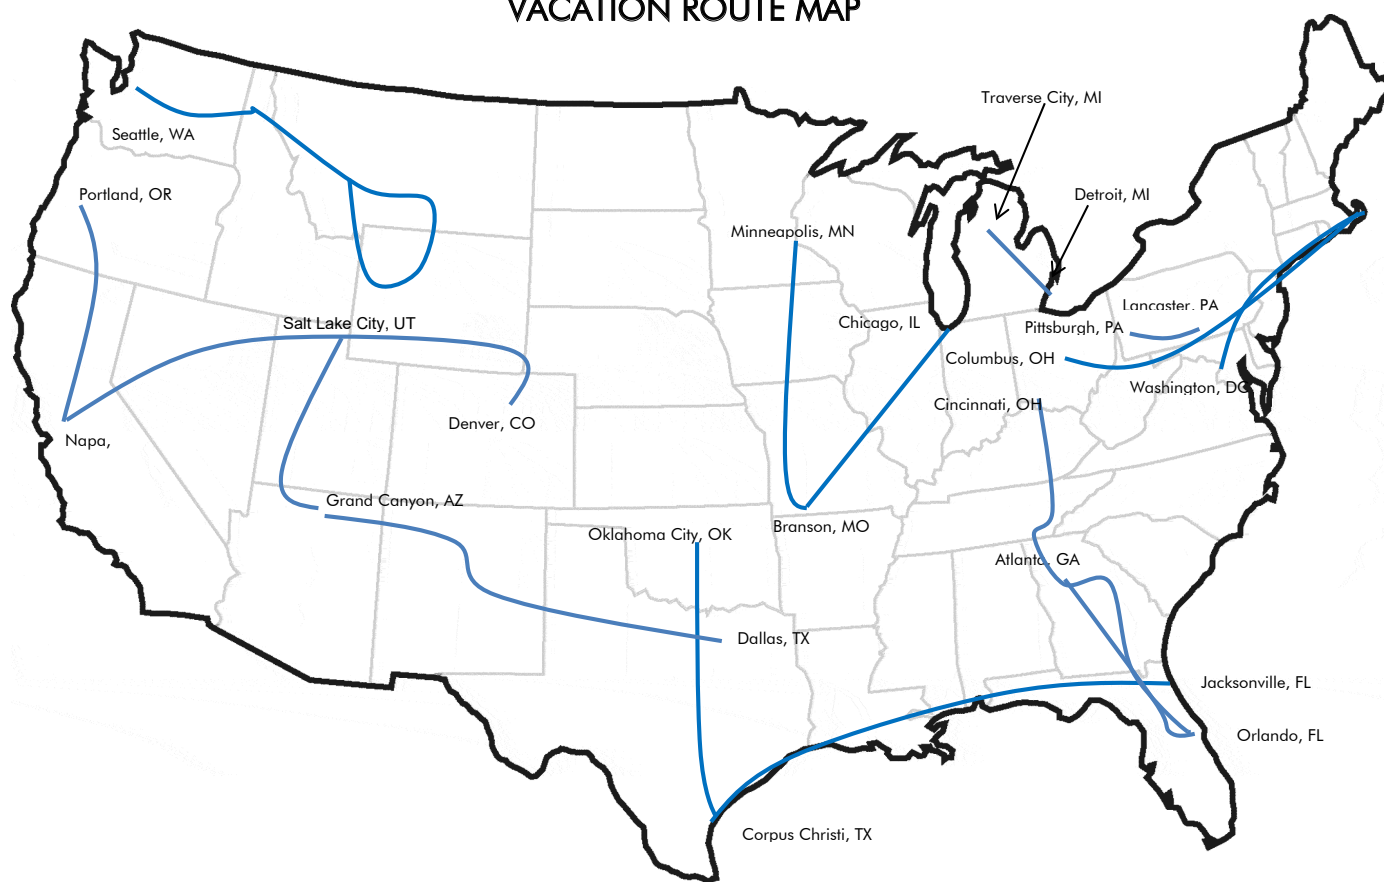 VACATION ROUTE MAP
Traverse City, MI
Seattle, WA
Portland, OR
Detroit, MI
Minneapolis, MN
Lancaster, PA
Salt Lake City, UT
Chicago, IL
Pittsburgh, PA
Columbus, OH
Washington, DC
Cincinnati, OH
Denver, CO
Napa,
Grand Canyon, AZ
Branson, MO
Oklahoma City, OK
Atlanta, GA
Dallas, TX
Jacksonville, FL
Orlando, FL
Corpus Christi, TX